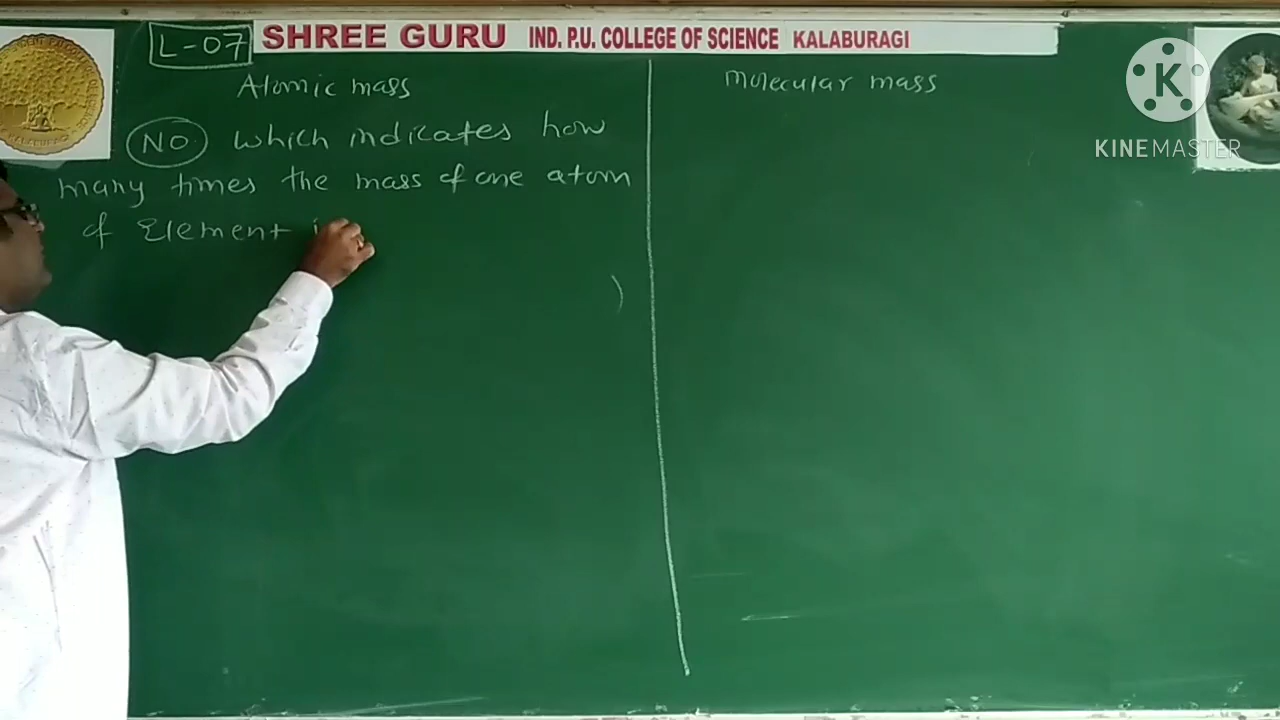 L-07
SHREE GURU IND. P.U. COLLEGE OF SCIENCE KALABURAGI
Atomic mass
NO. which indicates how
many times the mass of one atom
of Element i
Molecular mass
K
KINEMASTER
KALABURAGI